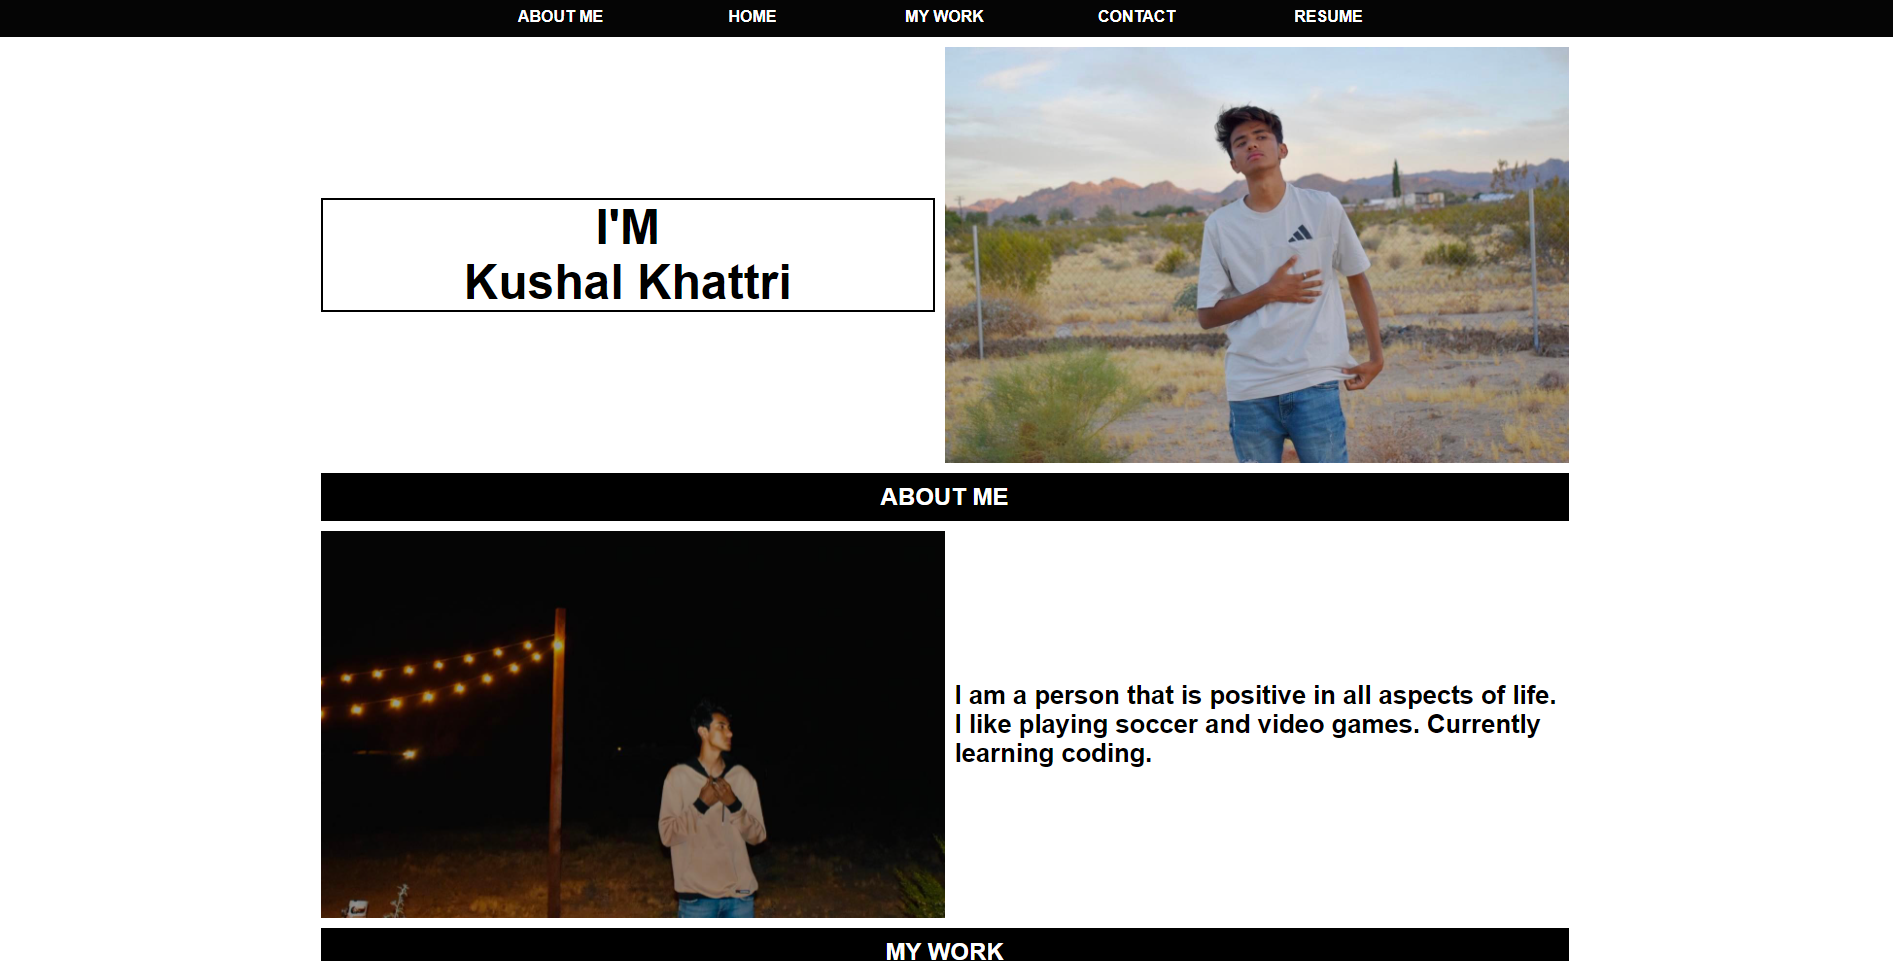 ABOUT ME HOME MY WORK CONTACT RESUME
I'M
Kushal Khattri
ABOUT ME
I am a person that is positive in all aspects of life.
I like playing soccer and video games. Currently
learning coding.
MY WORK